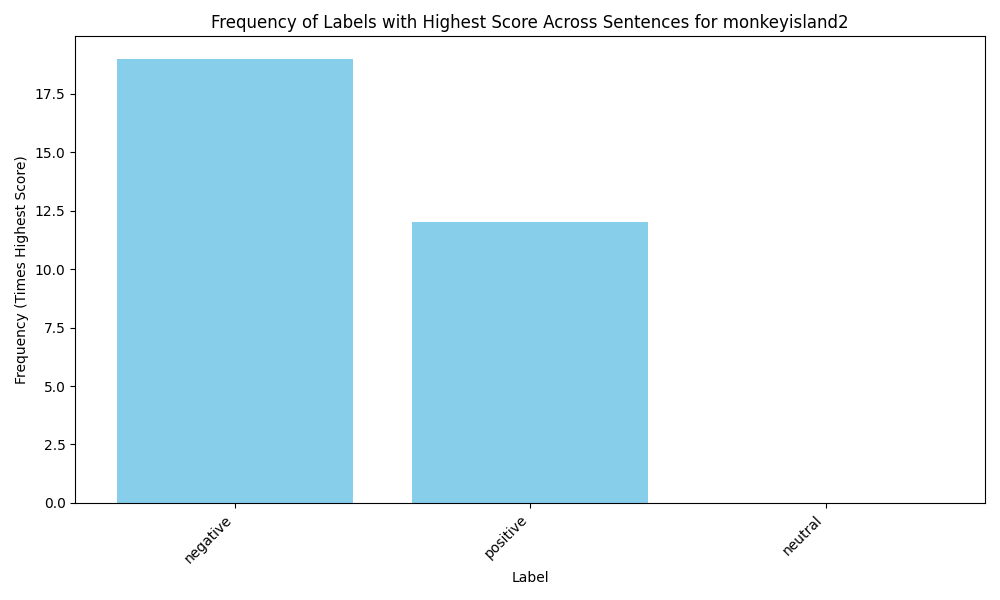 Frequency of Labels with Highest Score Across Sentences for monkeyisland2
Frequency (Times Highest Score)
17.5
15.0
12.5
10.0
7.5
5.0
2.5
0.0
negative
positive
neutral
Label